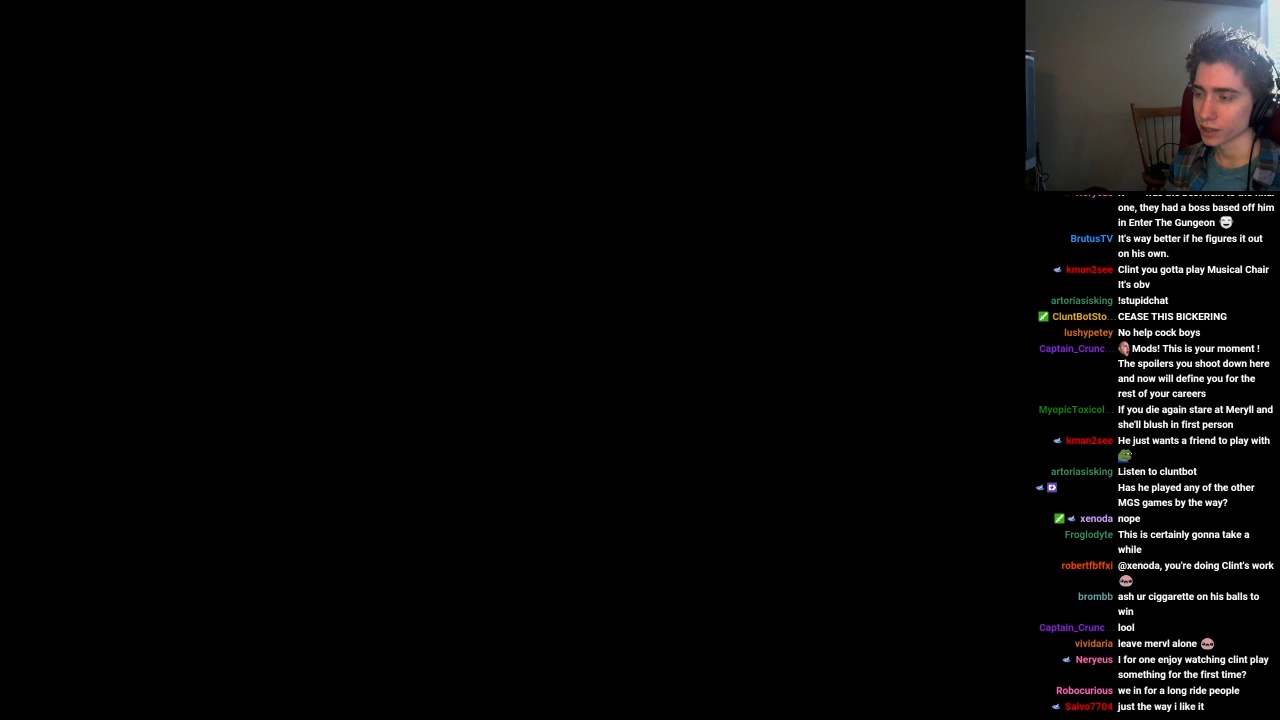 one, they had a boss based off him
in Enter The Gungeon
BrutusTV It's way better if he figures it out
on his own.
kman2see Clint you gotta play Musical Chair
It's obv
artoriasisking !stupidchat
CluntBotSto... CEASE THIS BICKERING
lushypetey No help cock boys
Captain_Crunc... Mods! This is your moment !
The spoilers you shoot down here
and now will define you for the
rest of your careers
MyopicToxicol... If you die again stare at Meryll and
she'll blush in first person
kman2see He just wants a friend to play with
artoriasisking Listen to cluntbot
Has he played any of the other
MGS games by the way?
xenoda nope
Froglodyte This is certainly gonna take a
while
robertfbffxi @xenoda, you're doing Clint's work
brombb ash ur ciggarette on his balls to
win
Captain_Crunc... lool
vividaria leave mervl alone
Neryeus I for one enjoy watching clint play
something for the first time?
Robocurious we in for a long ride people
Salvo7704 just the way i like it